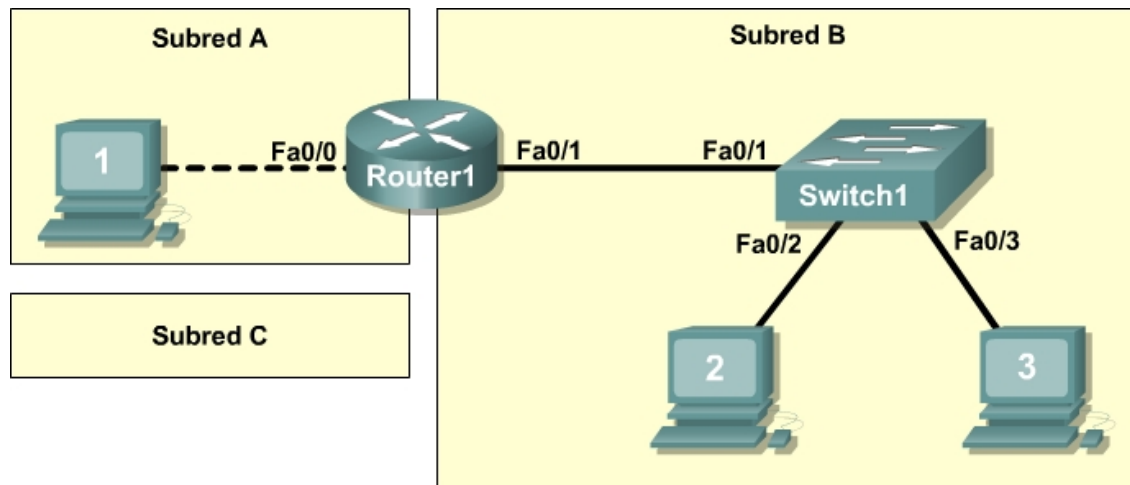 Subred A
Subred B
1
Fa0/0
Router1
Fa0/1
Fa0/1
Switch1
Fa0/2
Fa0/3
Subred C
2
3